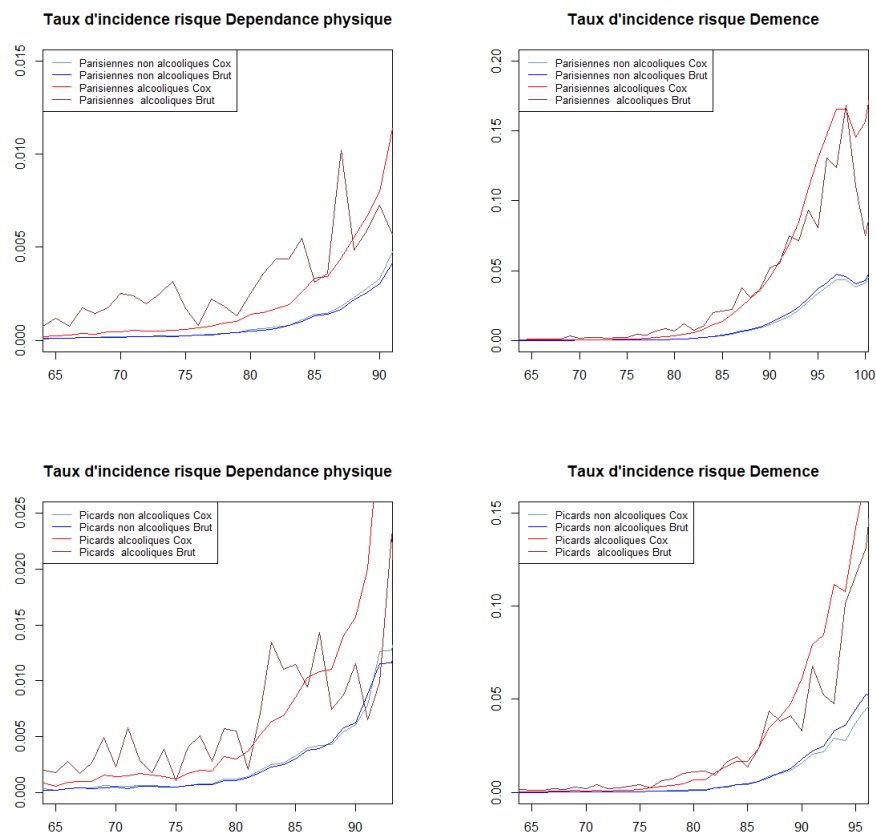 Taux d'incidence risque Dependance physique
0.015
0.010
0.005
0.000
Parisiennes non alcooliques Cox
Parisiennes non alcooliques Brut
Parisiennes alcooliques Cox
Parisiennes alcooliques Brut
65 70 75 80 85 90
Taux d'incidence risque Demence
0.20
0.15
0.10
0.05
0.00
Parisiennes non alcooliques Cox
Parisiennes non alcooliques Brut
Parisiennes alcooliques Cox
Parisiennes alcooliques Brut
65 70 75 80 85 90 95 100
Taux d'incidence risque Dependance physique
0.025
0.020
0.015
0.010
0.005
0.000
Picards non alcooliques Cox
Picards non alcooliques Brut
Picards alcooliques Cox
Picards alcooliques Brut
65 70 75 80 85 90
Taux d'incidence risque Demence
0.15
0.10
0.05
0.00
Picards non alcooliques Cox
Picards non alcooliques Brut
Picards alcooliques Cox
Picards alcooliques Brut
65 70 75 80 85 90 95